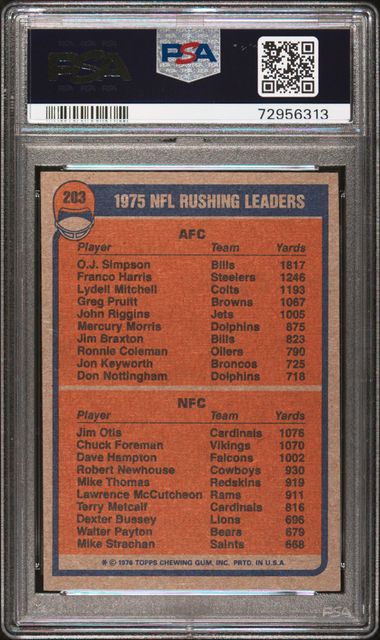 PSA
PSA
72956313
203
1975 NFL RUSHING LEADERS
AFC
Player Team Yards
O.J. Simpson Bills 1817
Franco Harris Steelers 1246
Lydell Mitchell Colts 1193
Greg Pruitt Browns 1067
John Riggins Jets 1005
Mercury Morris Dolphins 875
Jim Braxton Bills 823
Ronnie Coleman Oilers 790
Jon Keyworth Broncos 725
Don Nottingham Dolphins 718
NFC
Player Team Yards
Jim Otis Cardinals 1076
Chuck Foreman Vikings 1070
Dave Hampton Falcons 1002
Robert Newhouse Cowboys 930
Mike Thomas Redskins 919
Lawrence McCutcheon Rams 911
Terry Metcalf Cardinals 816
Dexter Bussey Lions 696
Walter Payton Bears 679
Mike Strachan Saints 668
* © 1976 TOPPS CHEWING GUM, INC. PRTD. IN U.S.A.
PSA